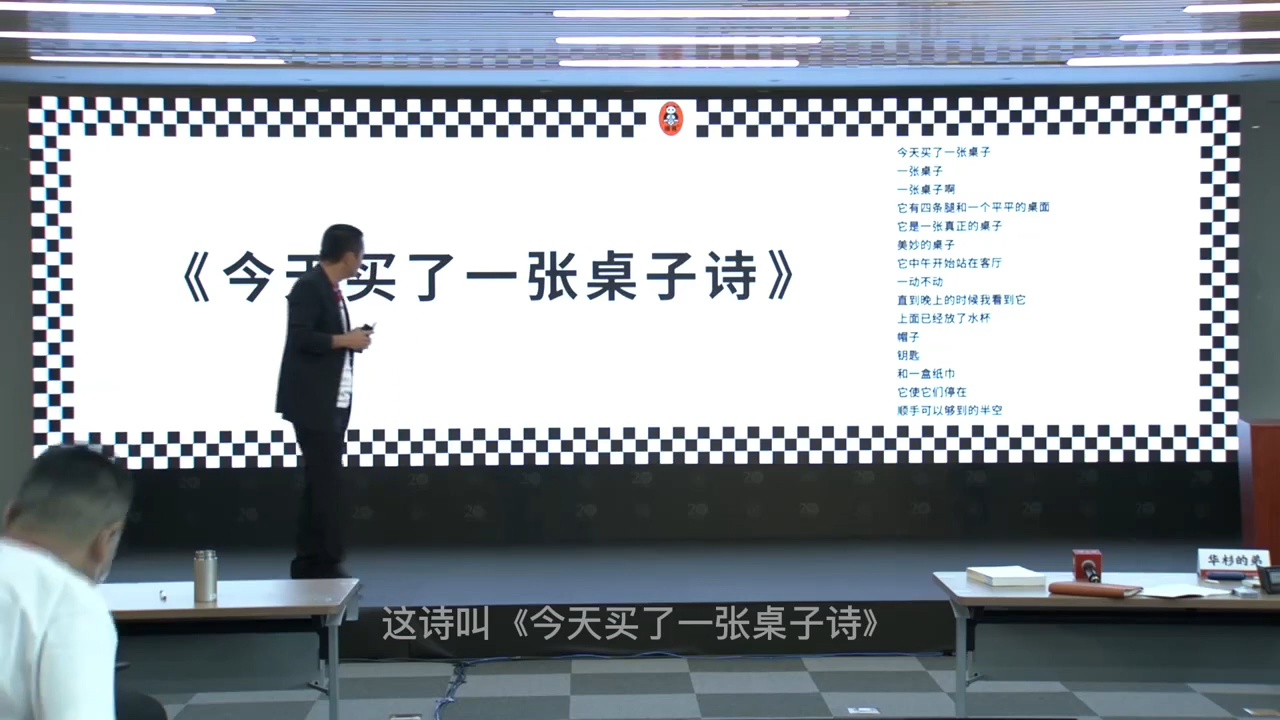 《今天买了一张桌子诗》
今天买了一张桌子
一张桌子
一张桌子啊
它有四条腿和一个平平的桌面
它是一张真正的桌子
美妙的桌子
它中午开始站在客厅
一动不动
直到晚上的时候我看到它
上面已经放了水杯
帽子
钥匙
和一盒纸巾
它使它们停在
顺手可以够到的半空
华杉的弟
这诗叫《今天买了一张桌子诗》